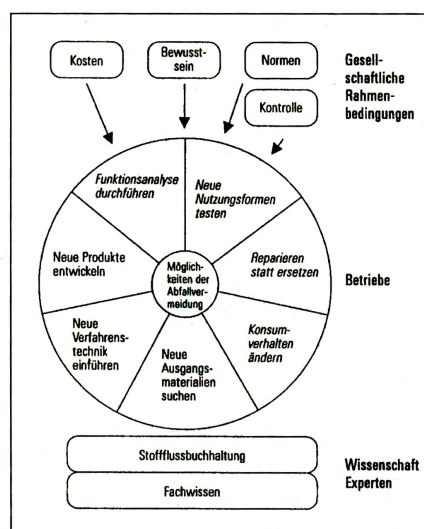 Kosten
Bewusst-
sein
Normen
Kontrolle
Gesell-
schaftliche
Rahmen-
bedingungen
Funktionsanalyse
durchführen
Neue
Nutzungsformen
testen
Neue Produkte
entwickeln
Möglich-
keiten der
Abfallver-
meidung
Reparieren
statt ersetzen
Betriebe
Neue
Verfahrens-
technik
einführen
Neue
Ausgangs-
materialien
suchen
Konsum-
verhalten
ändern
Stoffflussbuchhaltung
Fachwissen
Wissenschaft
Experten